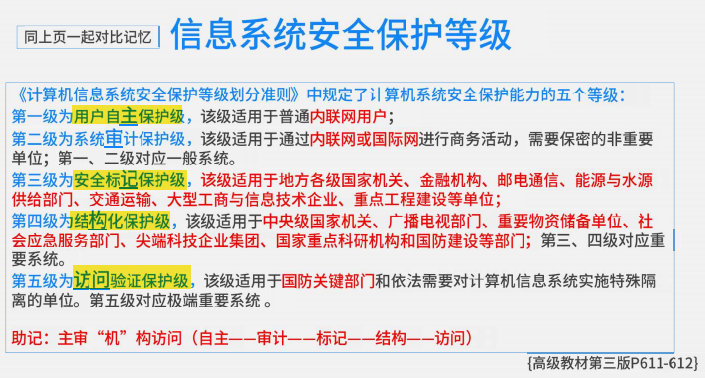 同上页一起对比记忆
信息系统安全保护等级
《计算机信息系统安全保护等级划分准则》中规定了计算机系统安全保护能力的五个等级：
第一级为用户自主保护级，该级适用于普通内联网用户；
第二级为系统审计保护级，该级适用于通过内联网或国际网进行商务活动，需要保密的非重要
单位；第一、二级对应一般系统。
第三级为安全标记保护级，该级适用于地方各级国家机关、金融机构、邮电通信、能源与水源
供给部门、交通运输、大型工商与信息技术企业、重点工程建设等单位；
第四级为结构化保护级，该级适用于中央级国家机关、广播电视部门、重要物资储备单位、社
会应急服务部门、尖端科技企业集团、国家重点科研机构和国防建设等部门；第三、四级对应重
要系统。
第五级为访问验证保护级，该级适用于国防关键部门和依法需要对计算机信息系统实施特殊隔
离的单位。第五级对应极端重要系统 。
助记：主审“机”构访问（自主——审计——标记——结构——访问）
{高级教材第三版P611-612}